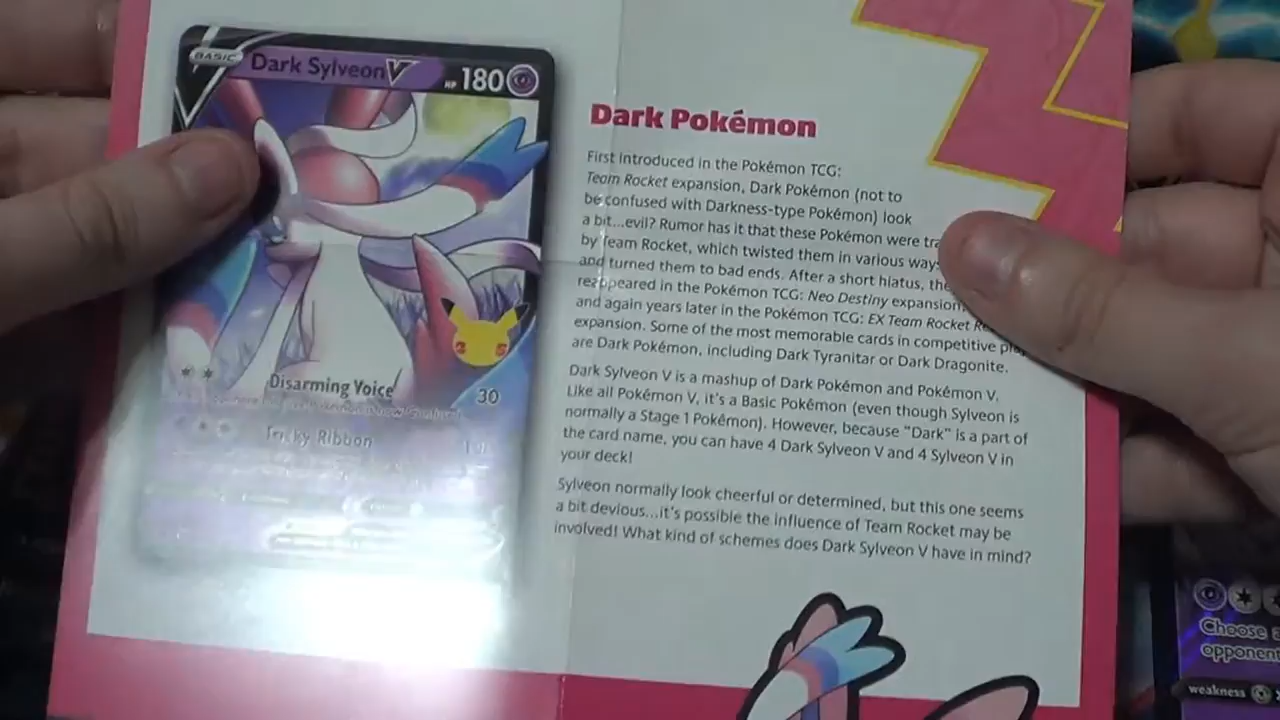 BASIC
Dark Sylveon V
HP 180
Disarming Voice 30
Tricky Ribbon
Dark Pokémon
First introduced in the Pokémon TCG:
Team Rocket expansion, Dark Pokémon (not to
be confused with Darkness-type Pokémon) look
a bit...evil? Rumor has it that these Pokémon were
by Team Rocket, which twisted them in various
and turned them to bad ends. After a short hiatus,
reappeared in the Pokémon TCG: Neo Destiny expansion
and again years later in the Pokémon TCG: EX Team Rocket
expansion. Some of the most memorable cards in competitive
are Dark Pokémon, including Dark Tyranitar or Dark Dragonite.
Dark Sylveon V is a mashup of Dark Pokémon and Pokémon V.
Like all Pokémon V, it's a Basic Pokémon (even though Sylveon is
normally a Stage 1 Pokémon). However, because "Dark" is a part of
the card name, you can have 4 Dark Sylveon V and 4 Sylveon V in
your deck!
Sylveon normally look cheerful or determined, but this one seems
a bit devious...it's possible the influence of Team Rocket may be
involved! What kind of schemes does Dark Sylveon V have in mind?
Choose
opponent
weakness